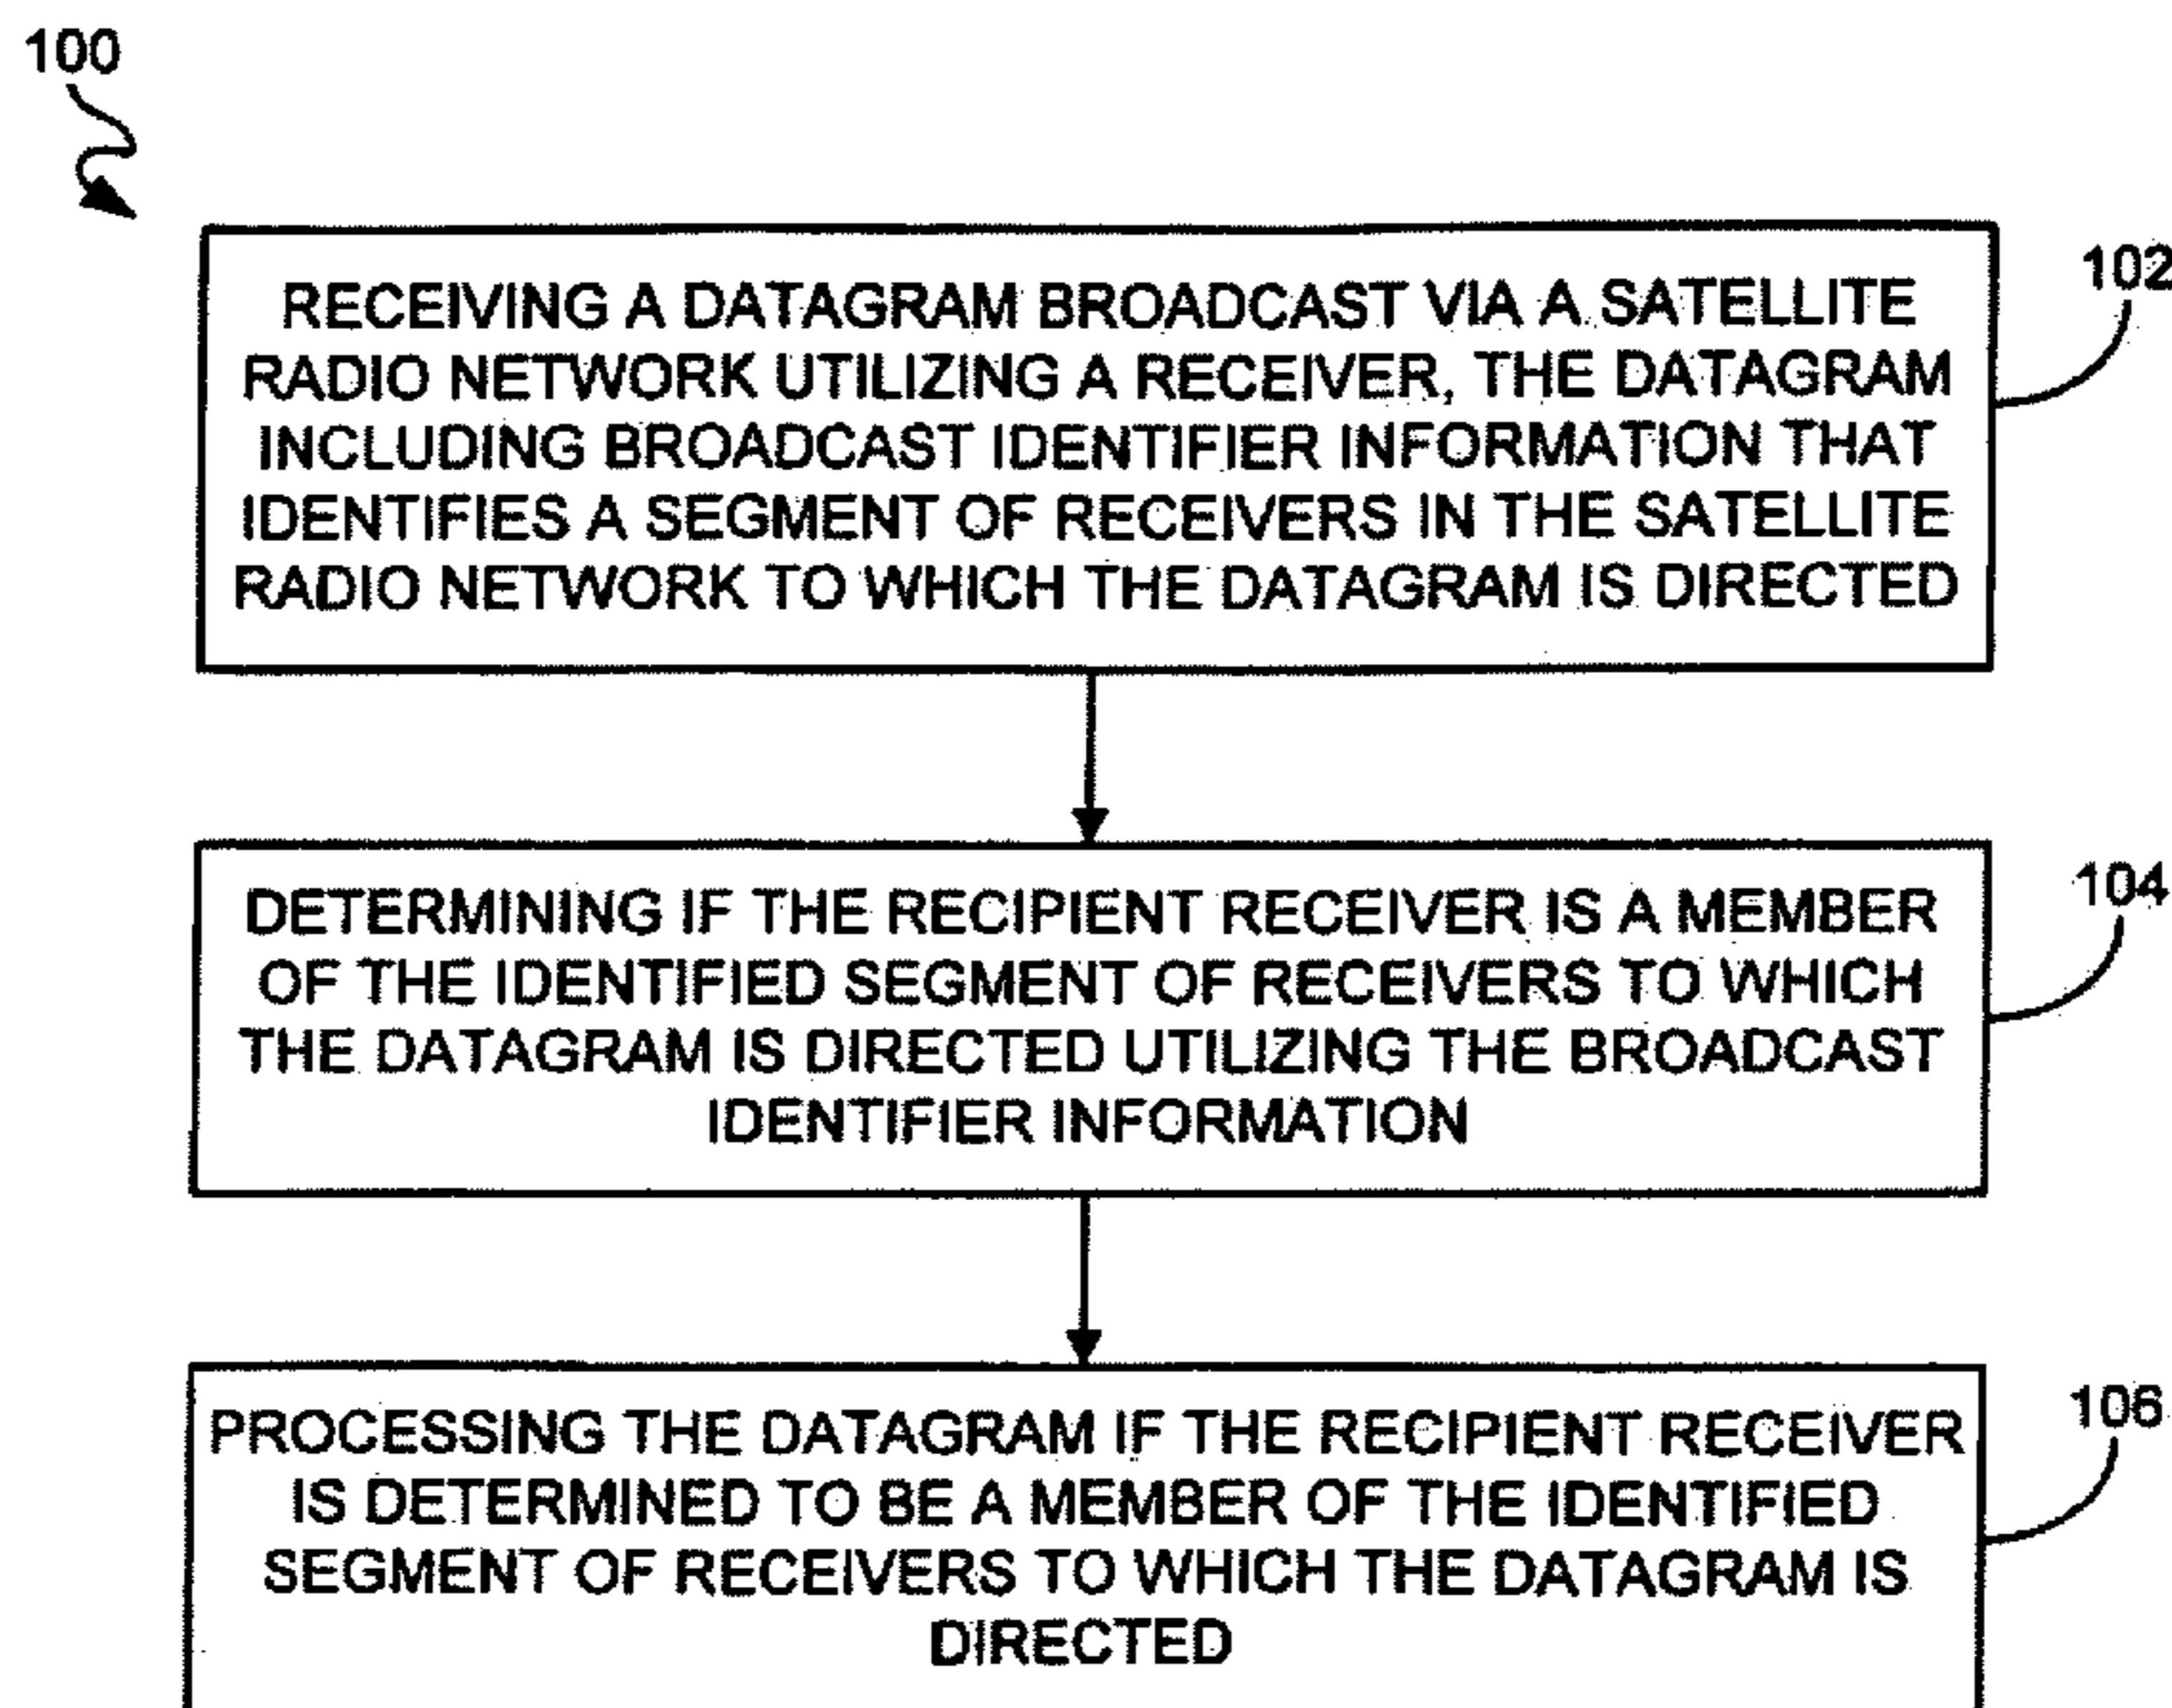 100
RECEIVING A DATAGRAM BROADCAST VIA A SATELLITE
RADIO NETWORK UTILIZING A RECEIVER, THE DATAGRAM
INCLUDING BROADCAST IDENTIFIER INFORMATION THAT
IDENTIFIES A SEGMENT OF RECEIVERS IN THE SATELLITE
RADIO NETWORK TO WHICH THE DATAGRAM IS DIRECTED
102
DETERMINING IF THE RECIPIENT RECEIVER IS A MEMBER
OF THE IDENTIFIED SEGMENT OF RECEIVERS TO WHICH
THE DATAGRAM IS DIRECTED UTILIZING THE BROADCAST
IDENTIFIER INFORMATION
104
PROCESSING THE DATAGRAM IF THE RECIPIENT RECEIVER
IS DETERMINED TO BE A MEMBER OF THE IDENTIFIED
SEGMENT OF RECEIVERS TO WHICH THE DATAGRAM IS
DIRECTED
106